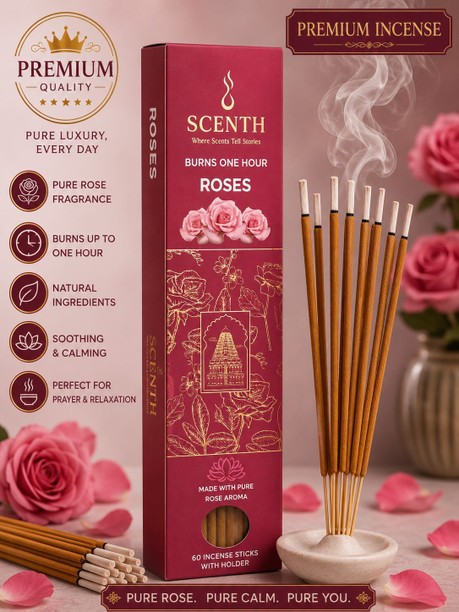 PREMIUM
QUALITY
PURE LUXURY,
EVERY DAY
PURE ROSE
FRAGRANCE
BURNS UP TO
ONE HOUR
NATURAL
INGREDIENTS
SOOTHING
& CALMING
PERFECT FOR
PRAYER & RELAXATION
PREMIUM INCENSE
ROSES
SCENTH
SCENTH
Where Scents Tell Stories
BURNS ONE HOUR
ROSES
MADE WITH PURE
ROSE AROMA
60 INCENSE STICKS
WITH HOLDER
PURE ROSE. PURE CALM. PURE YOU.